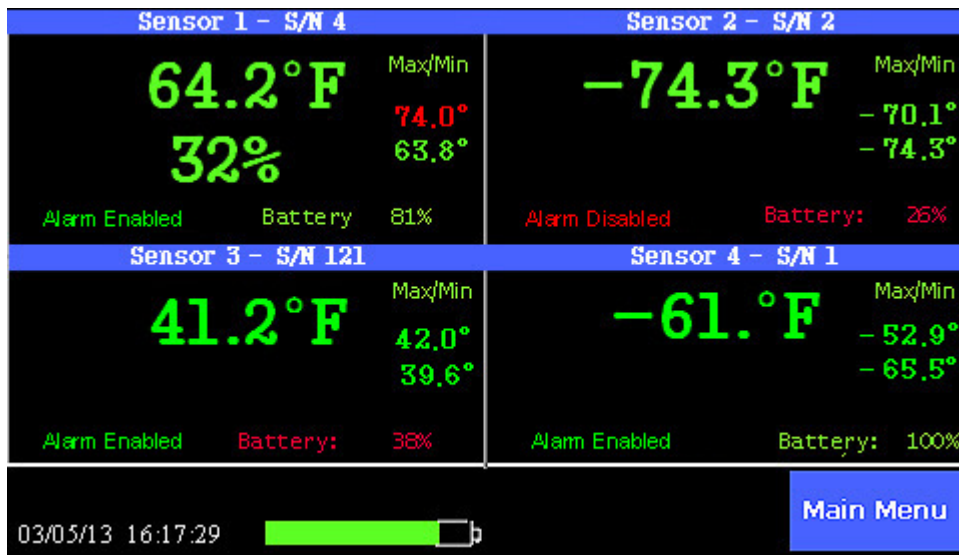 Sensor 1 - S/N 4
64.2°F
Max/Min
74.0°
32%
63.8°
Alarm Enabled Battery 81%
Sensor 2 - S/N 2
-74.3°F
Max/Min
- 70.1°
- 74.3°
Alarm Disabled Battery: 26%
Sensor 3 - S/N 121
41.2°F
Max/Min
42.0°
39.6°
Alarm Enabled Battery: 38%
Sensor 4 - S/N 1
-61.°F
Max/Min
- 52.9°
- 65.5°
Alarm Enabled Battery: 100%
03/05/13 16:17:29
Main Menu